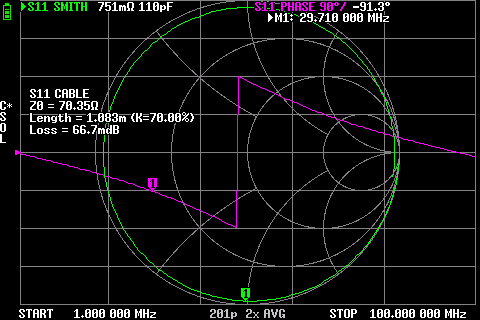 S11 SMITH 751mΩ 110pF S11 PHASE 90°/ -91.3°
M1: 29.710 000 MHz
S11 CABLE
Z0 = 70.35Ω
Length = 1.083m (K=70.00%)
Loss = 66.7mdB
C*
S
O
L
1
1
START 1.000 000 MHz 201p 2x AVG STOP 100.000 000 MHz